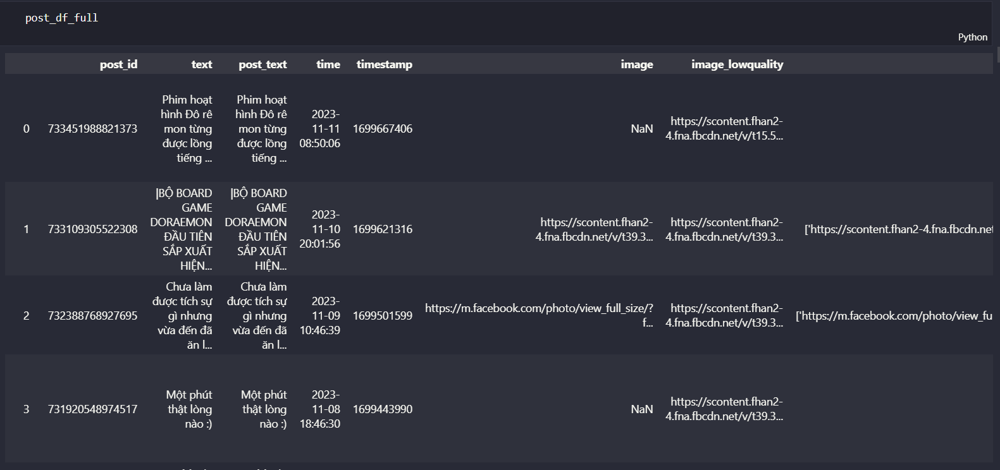 post_df_full
Python
post_id text post_text time timestamp image image_lowquality
0 733451988821373 Phim hoạt hình Đô rê mon từng được lồng tiếng ... Phim hoạt hình Đô rê mon từng được lồng tiếng ... 2023-11-11 08:50:06 1699667406 NaN https://scontent.fhan2-4.fna.fbcdn.net/v/t15.5...
1 733109305522308 |BỘ BOARD GAME DORAEMON ĐẦU TIÊN SẮP XUẤT HIỆN... |BỘ BOARD GAME DORAEMON ĐẦU TIÊN SẮP XUẤT HIỆN... 2023-11-10 20:01:56 1699621316 https://scontent.fhan2-4.fna.fbcdn.net/v/t39.3... https://scontent.fhan2-4.fna.fbcdn.net/v/t39.3... ['https://scontent.fhan2-4.fna.fbcdn.net
2 732388768927695 Chưa làm được tích sự gì nhưng vừa đến đã ăn l... Chưa làm được tích sự gì nhưng vừa đến đã ăn l... 2023-11-09 10:46:39 1699501599 https://m.facebook.com/photo/view_full_size/?f... https://scontent.fhan2-4.fna.fbcdn.net/v/t39.3... ['https://m.facebook.com/photo/view_fu
3 731920548974517 Một phút thật lòng nào :) Một phút thật lòng nào :) 2023-11-08 18:46:30 1699443990 NaN https://scontent.fhan2-4.fna.fbcdn.net/v/t39.3...